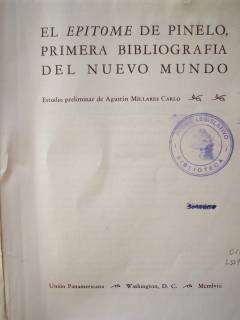 EL EPITOME DE PINELO,
PRIMERA BIBLIOGRAFIA
DEL NUEVO MUNDO
Estudio preliminar de Agustín MILLARES CARLO
LEGISLATIVO
BIBLIOTECA
Unión Panamericana
Washington, D. C.
Mcmlviii